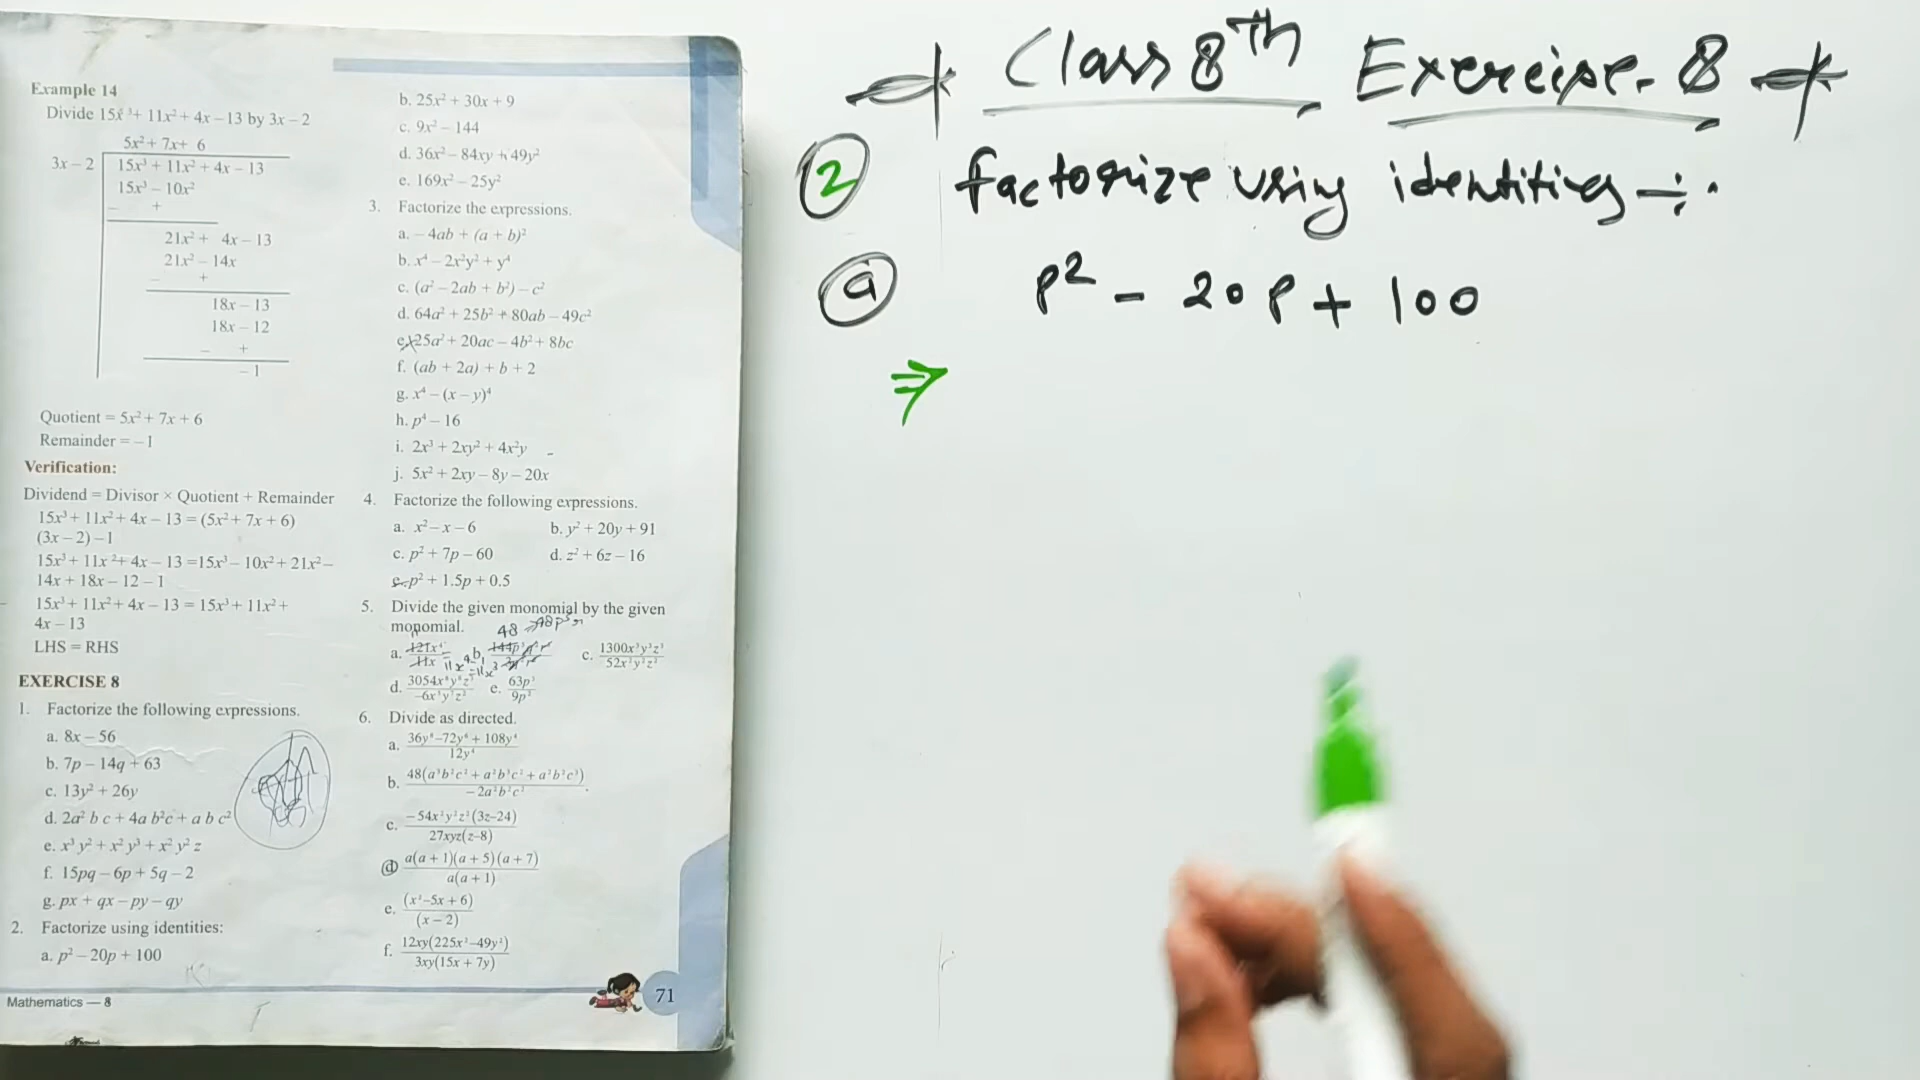 Example 14
Divide 15x³ + 11x² + 4x – 13 by 3x – 2
5x² + 7x + 6
3x – 2
15x³ + 11x² + 4x – 13
15x³ – 10x²
– +
21x² + 4x – 13
21x² – 14x
– +
18x – 13
18x – 12
– +
– 1
Quotient = 5x² + 7x + 6
Remainder = – 1
Verification:
Dividend = Divisor × Quotient + Remainder
15x³ + 11x² + 4x – 13 = (5x² + 7x + 6)
(3x – 2) – 1
15x³ + 11x² + 4x – 13 = 15x³ – 10x² + 21x² –
14x + 18x – 12 – 1
15x³ + 11x² + 4x – 13 = 15x³ + 11x² +
4x – 13
LHS = RHS
EXERCISE 8
1. Factorize the following expressions.
a. 8x – 56
b. 7p – 14q + 63
c. 13y² + 26y
d. 2a² b c + 4a b²c + a b c²
e. x³ y² + x² y³ + x² y² z
f. 15pq – 6p + 5q – 2
g. px + qx – py – qy
2. Factorize using identities:
a. p² – 20p + 100
Mathematics — 8
b. 25x² + 30x + 9
c. 9x² – 144
d. 36x² – 84xy + 49y²
e. 169x² – 25y²
3. Factorize the expressions.
a. – 4ab + (a + b)²
b. x⁴ – 2x²y² + y⁴
c. (a² – 2ab + b²) – c²
d. 64a² + 25b² + 80ab – 49c²
e. 25a² + 20ac – 4b² + 8bc
f. (ab + 2a) + b + 2
g. x⁴ – (x – y)⁴
h. p⁴ – 16
i. 2x³ + 2xy² + 4x²y
j. 5x² + 2xy – 8y – 20x
4. Factorize the following expressions.
a. x² – x – 6 b. y² + 20y + 91
c. p² + 7p – 60 d. z² + 6z – 16
e. p² + 1.5p + 0.5
5. Divide the given monomial by the given
monomial.
48
a. b. c.
d. e.
6. Divide as directed.
a. 36y⁸–72y⁶ + 108y⁴
12y⁴
b.
c.
27xyz(z–8)
d a(a + 1)(a + 5)(a + 7)
a(a + 1)
e. (x²–5x + 6)
(x – 2)
f. 12xy(225x²–49y²)
3xy(15x + 7y)
71
Class 8th Exercise - 8
2 factorize using identities ÷.
a p² - 20p + 100
⇒